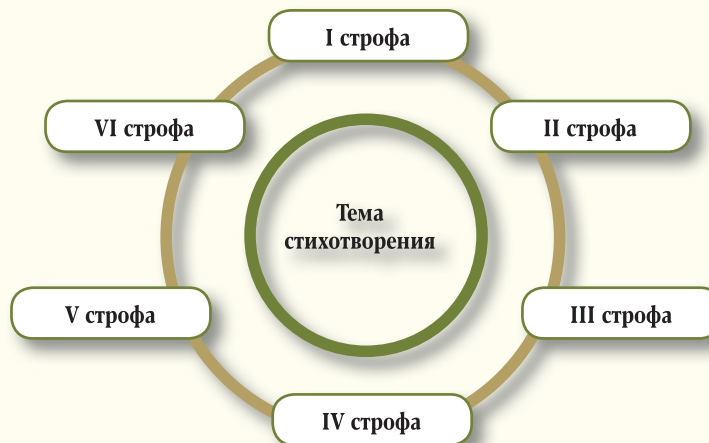 I строфа
VI строфа
II строфа
Тема
стихотворения
V строфа
III строфа
IV строфа